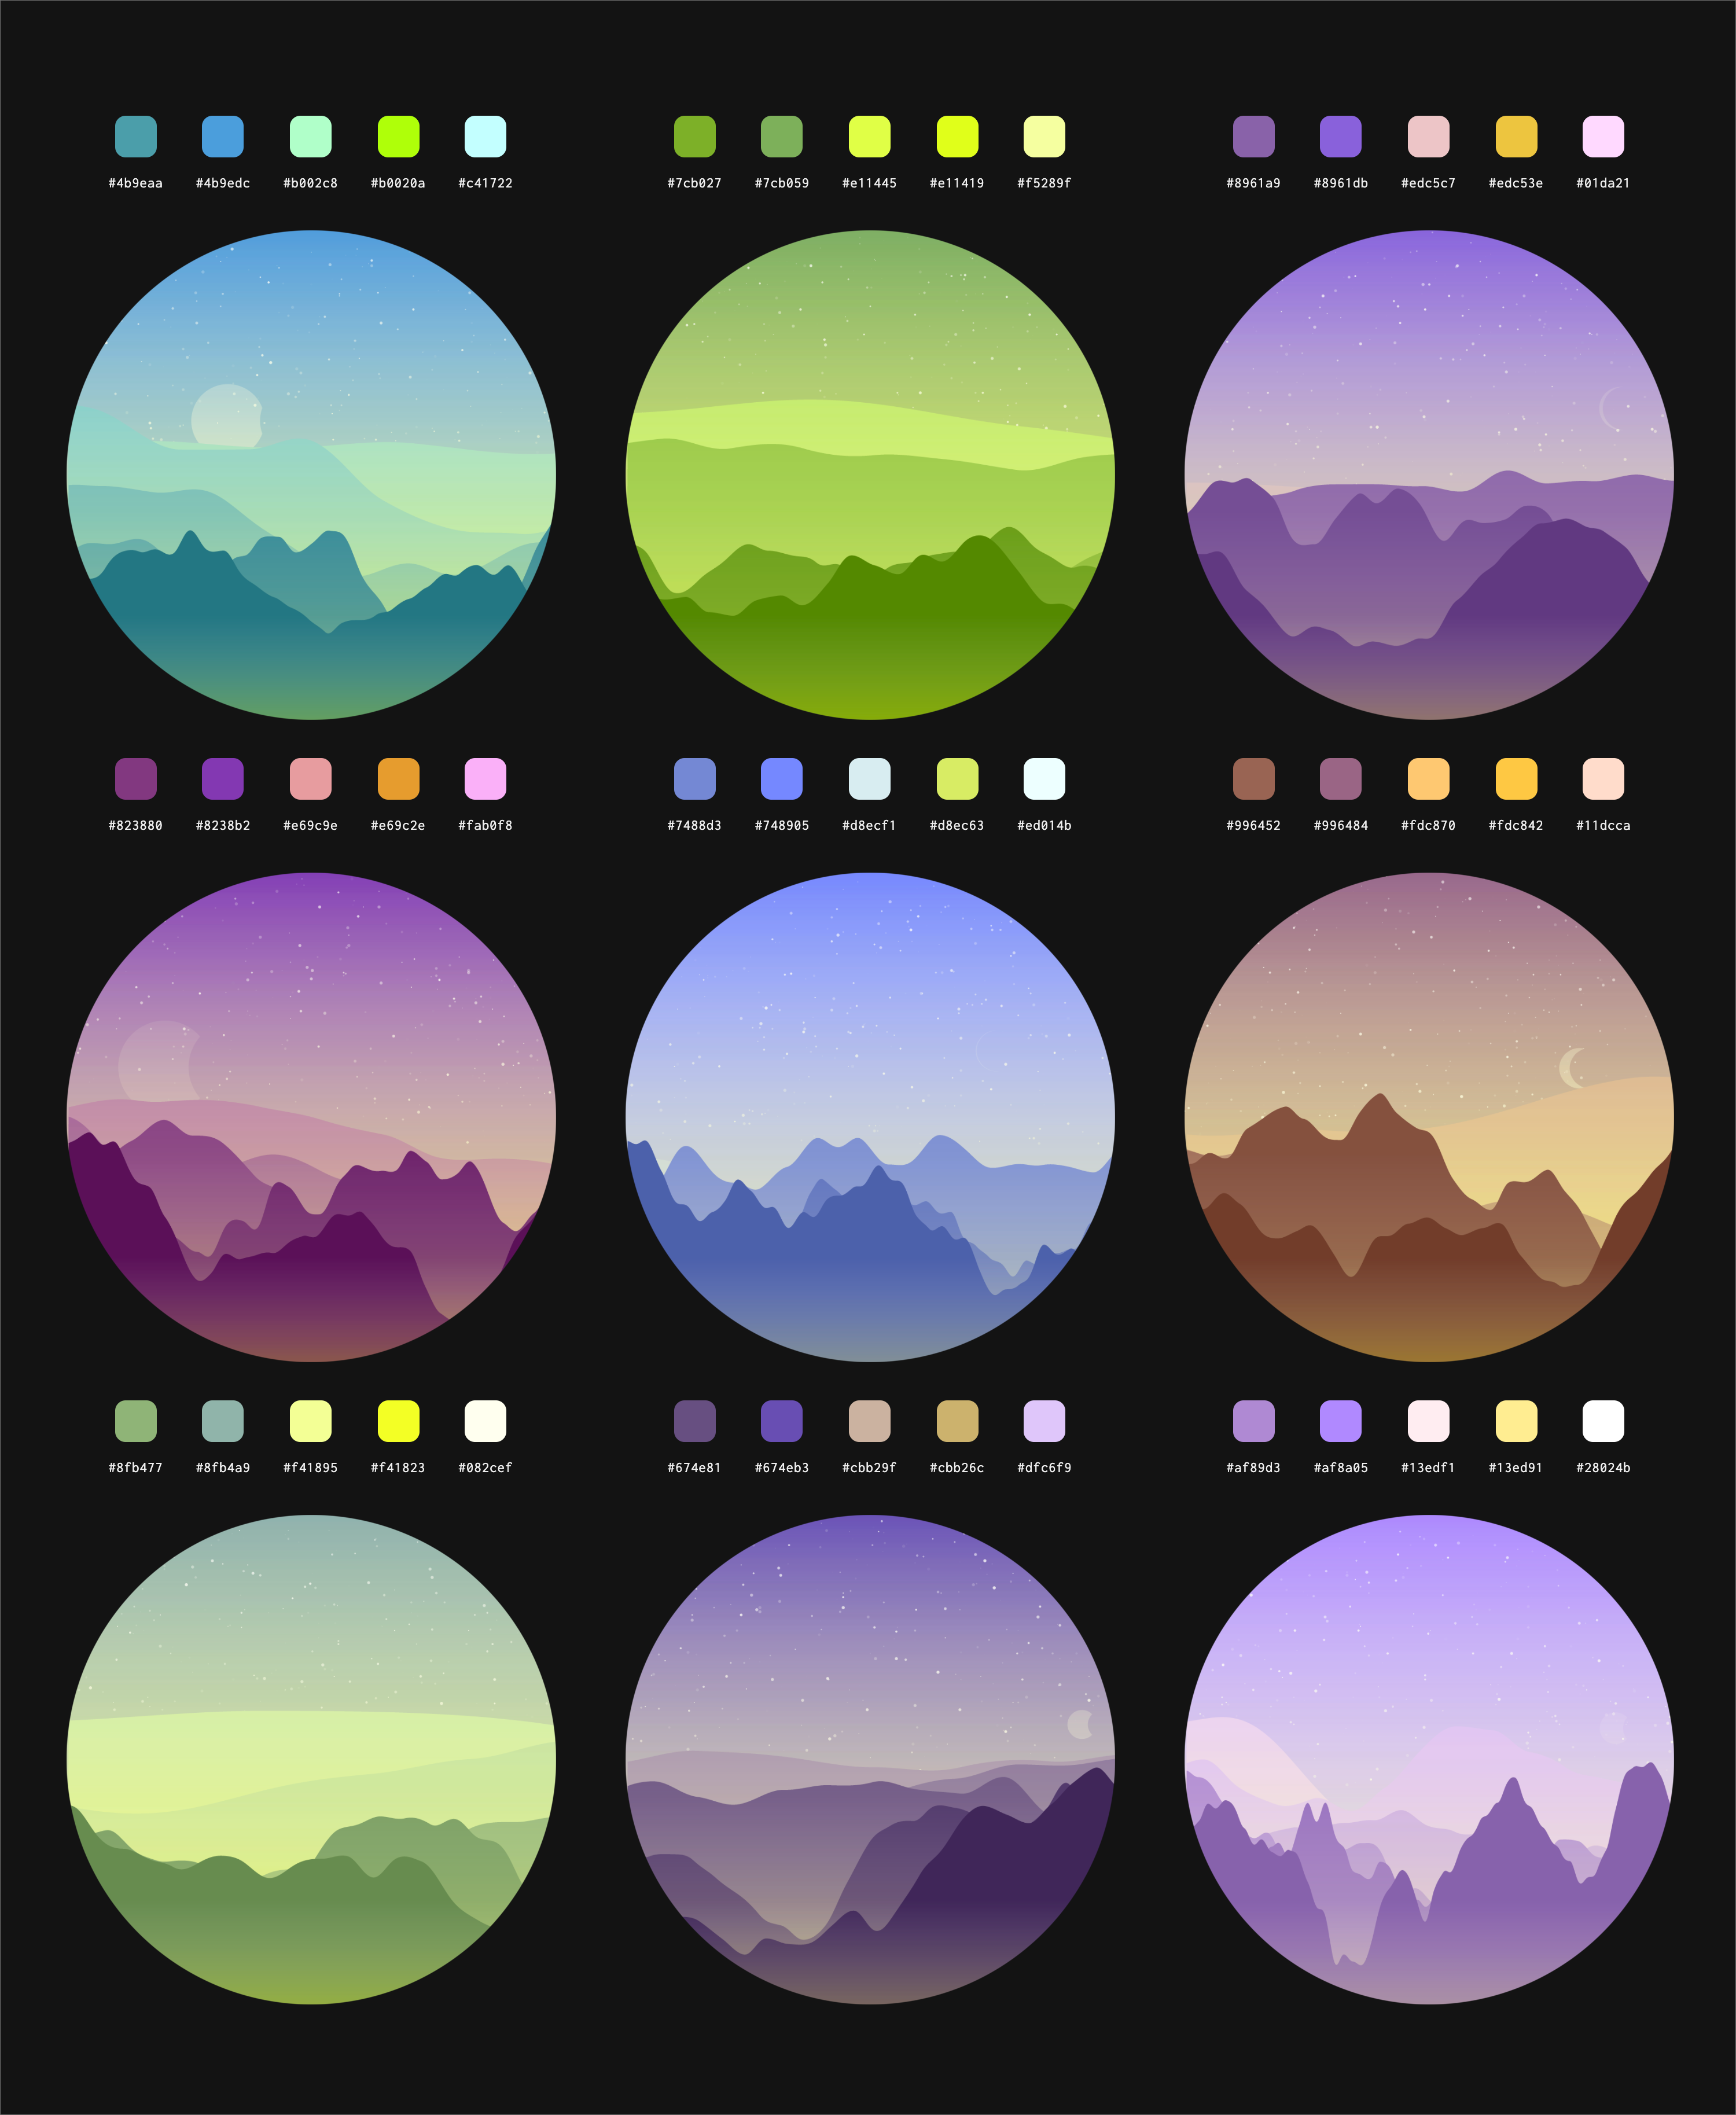 #4b9eaa #4b9edc #b002c8 #b0020a #c41722
#7cb027 #7cb059 #e11445 #e11419 #f5289f
#8961a9 #8961db #edc5c7 #edc53e #01da21
#823880 #8238b2 #e69c9e #e69c2e #fab0f8
#7488d3 #748905 #d8ecf1 #d8ec63 #ed014b
#996452 #996484 #fdc870 #fdc842 #11dcca
#8fb477 #8fb4a9 #f41895 #f41823 #082cef
#674e81 #674eb3 #cbb29f #cbb26c #dfc6f9
#af89d3 #af8a05 #13edf1 #13ed91 #28024b